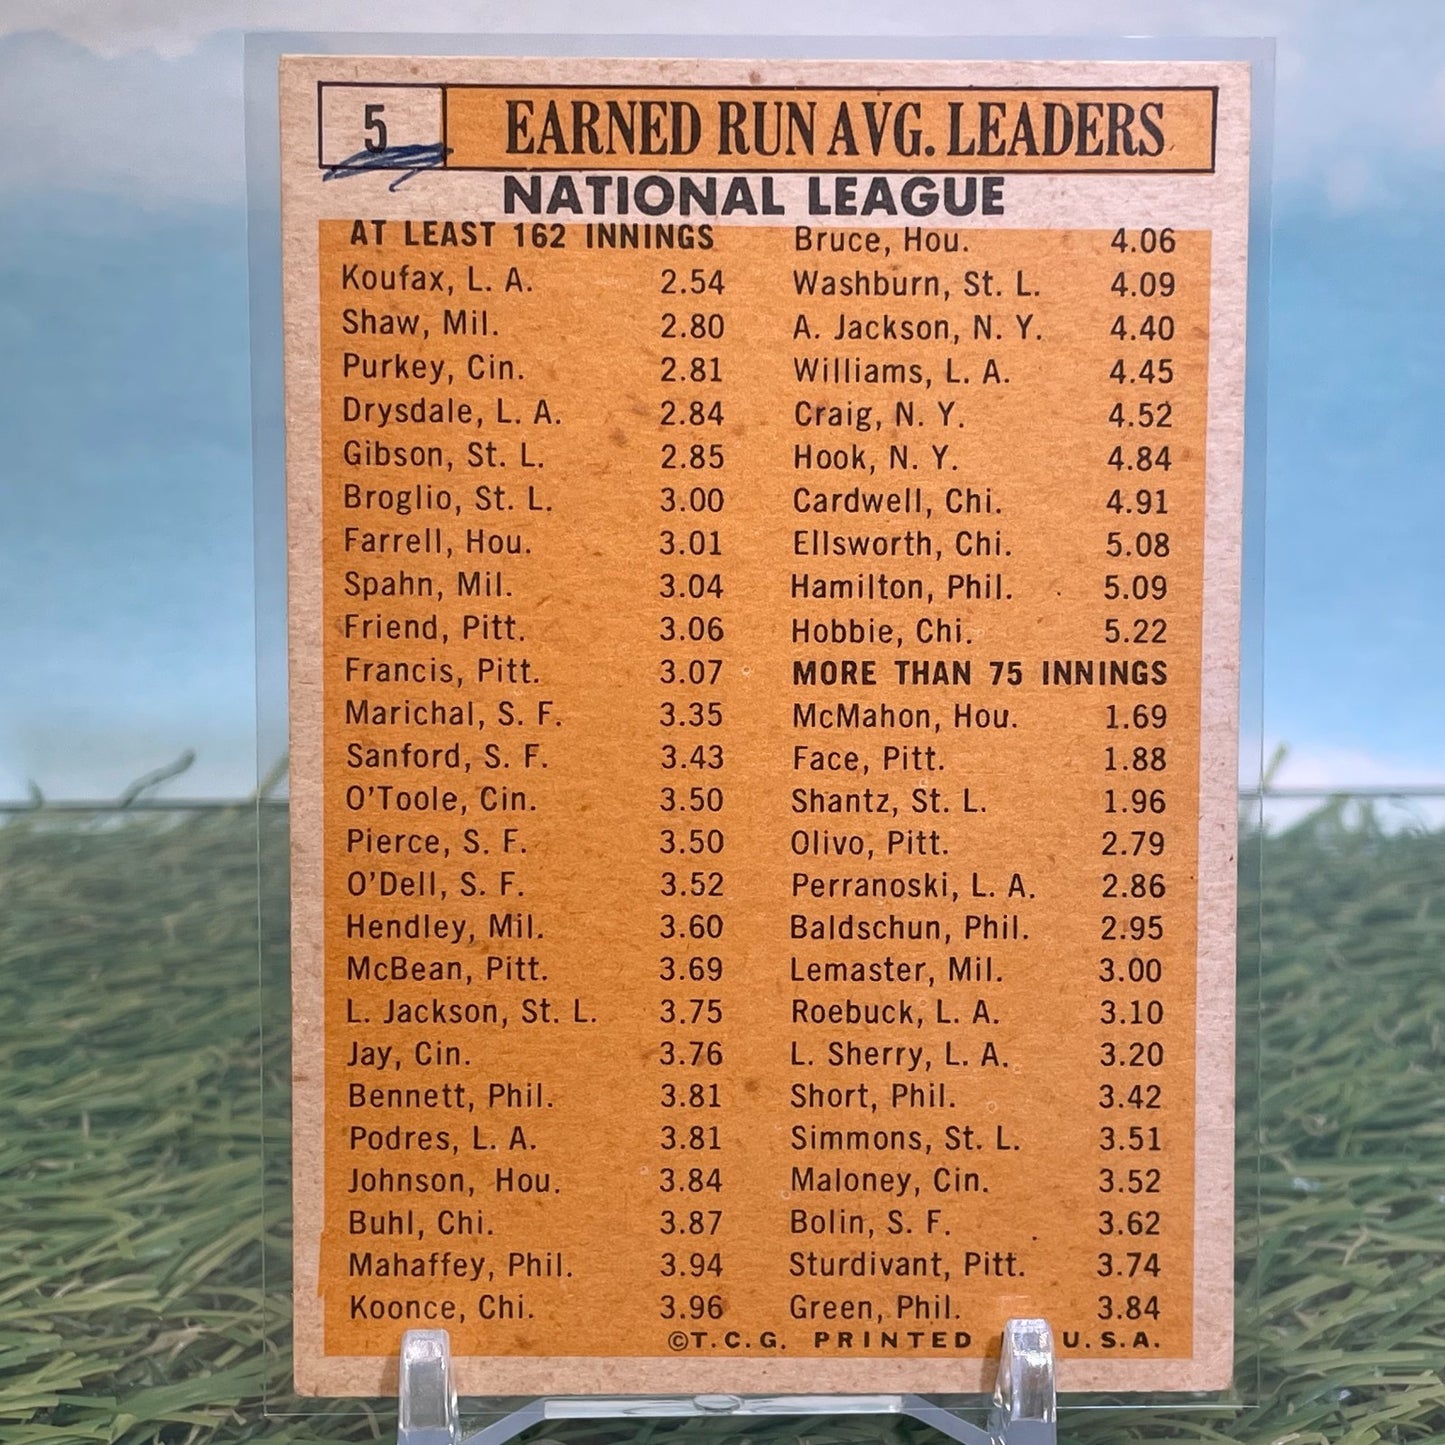 5 EARNED RUN AVG. LEADERS
NATIONAL LEAGUE
AT LEAST 162 INNINGS
Koufax, L. A. 2.54
Shaw, Mil. 2.80
Purkey, Cin. 2.81
Drysdale, L. A. 2.84
Gibson, St. L. 2.85
Broglio, St. L. 3.00
Farrell, Hou. 3.01
Spahn, Mil. 3.04
Friend, Pitt. 3.06
Francis, Pitt. 3.07
Marichal, S. F. 3.35
Sanford, S. F. 3.43
O'Toole, Cin. 3.50
Pierce, S. F. 3.50
O'Dell, S. F. 3.52
Hendley, Mil. 3.60
McBean, Pitt. 3.69
L. Jackson, St. L. 3.75
Jay, Cin. 3.76
Bennett, Phil. 3.81
Podres, L. A. 3.81
Johnson, Hou. 3.84
Buhl, Chi. 3.87
Mahaffey, Phil. 3.94
Koonce, Chi. 3.96
Bruce, Hou. 4.06
Washburn, St. L. 4.09
A. Jackson, N. Y. 4.40
Williams, L. A. 4.45
Craig, N. Y. 4.52
Hook, N. Y. 4.84
Cardwell, Chi. 4.91
Ellsworth, Chi. 5.08
Hamilton, Phil. 5.09
Hobbie, Chi. 5.22
MORE THAN 75 INNINGS
McMahon, Hou. 1.69
Face, Pitt. 1.88
Shantz, St. L. 1.96
Olivo, Pitt. 2.79
Perranoski, L. A. 2.86
Baldschun, Phil. 2.95
Lemaster, Mil. 3.00
Roebuck, L. A. 3.10
L. Sherry, L. A. 3.20
Short, Phil. 3.42
Simmons, St. L. 3.51
Maloney, Cin. 3.52
Bolin, S. F. 3.62
Sturdivant, Pitt. 3.74
Green, Phil. 3.84
©T.C.G. PRINTED U.S.A.